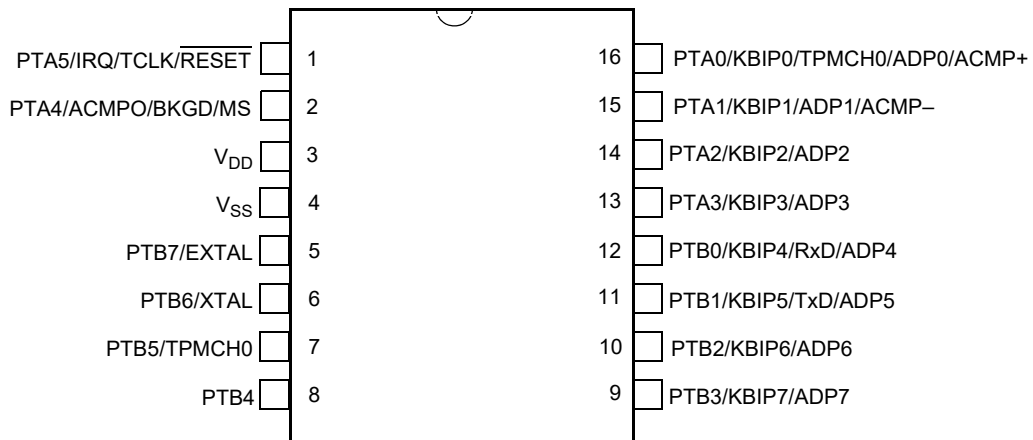 PTA5/IRQ/TCLK/RESET 1 16 PTA0/KBIP0/TPMCH0/ADP0/ACMP+
PTA4/ACMPO/BKGD/MS 2 15 PTA1/KBIP1/ADP1/ACMP–
VDD 3 14 PTA2/KBIP2/ADP2
VSS 4 13 PTA3/KBIP3/ADP3
PTB7/EXTAL 5 12 PTB0/KBIP4/RxD/ADP4
PTB6/XTAL 6 11 PTB1/KBIP5/TxD/ADP5
PTB5/TPMCH0 7 10 PTB2/KBIP6/ADP6
PTB4 8 9 PTB3/KBIP7/ADP7